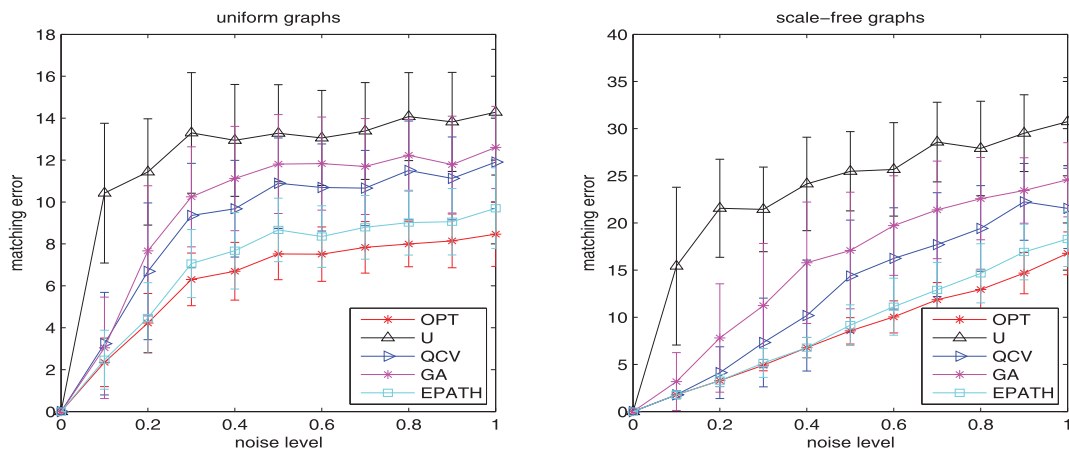 uniform graphs
18
16
14
12
10
8
6
4
2
0
matching error
0
0.2
0.4
0.6
0.8
1
noise level
OPT
U
QCV
GA
EPATH
scale−free graphs
40
35
30
25
20
15
10
5
0
matching error
0
0.2
0.4
0.6
0.8
1
noise level
OPT
U
QCV
GA
EPATH